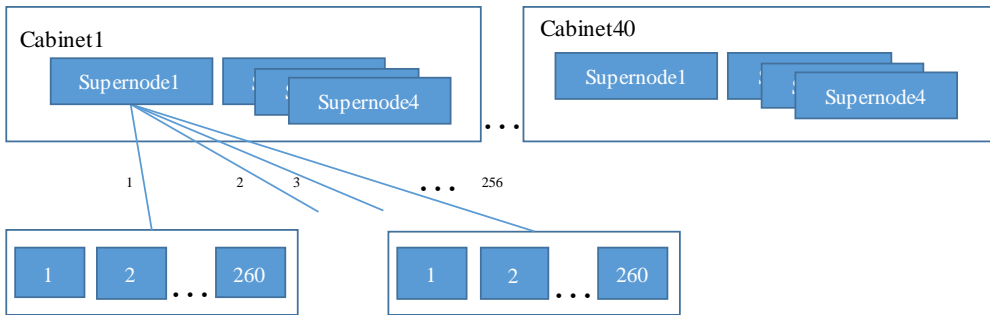 Cabinet1
Supernode1
Supernode4
...
Cabinet40
Supernode1
Supernode4
1
2
3
...
256
1
2
...
260
1
2
...
260